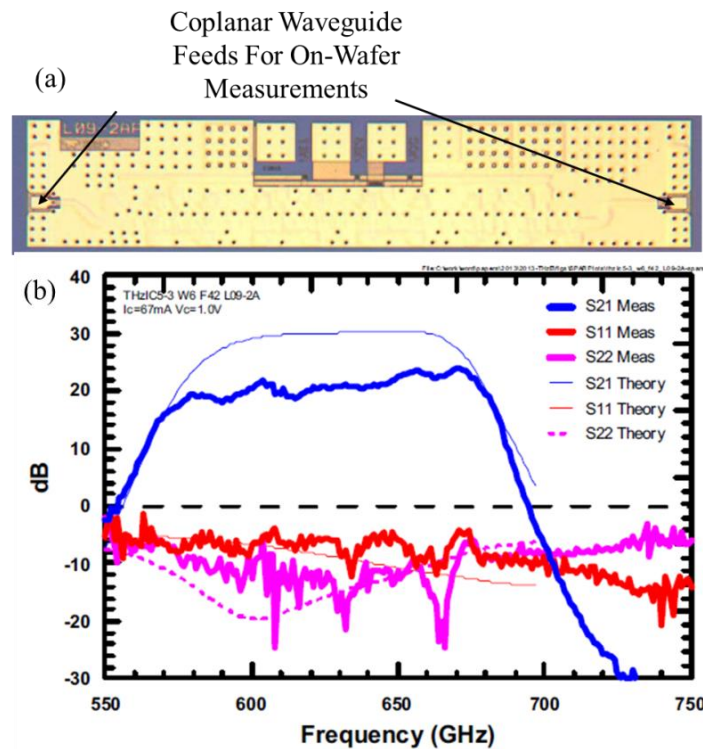 Coplanar Waveguide
Feeds For On-Wafer
Measurements
(a)
L09-2A
(b)
40
30
20
10
0
-10
-20
-30
dB
THzIC5-3 W6 F42 L09-2A
Ic=67mA Vc=1.0V
S21 Meas
S11 Meas
S22 Meas
S21 Theory
S11 Theory
S22 Theory
550
600
650
700
750
Frequency (GHz)